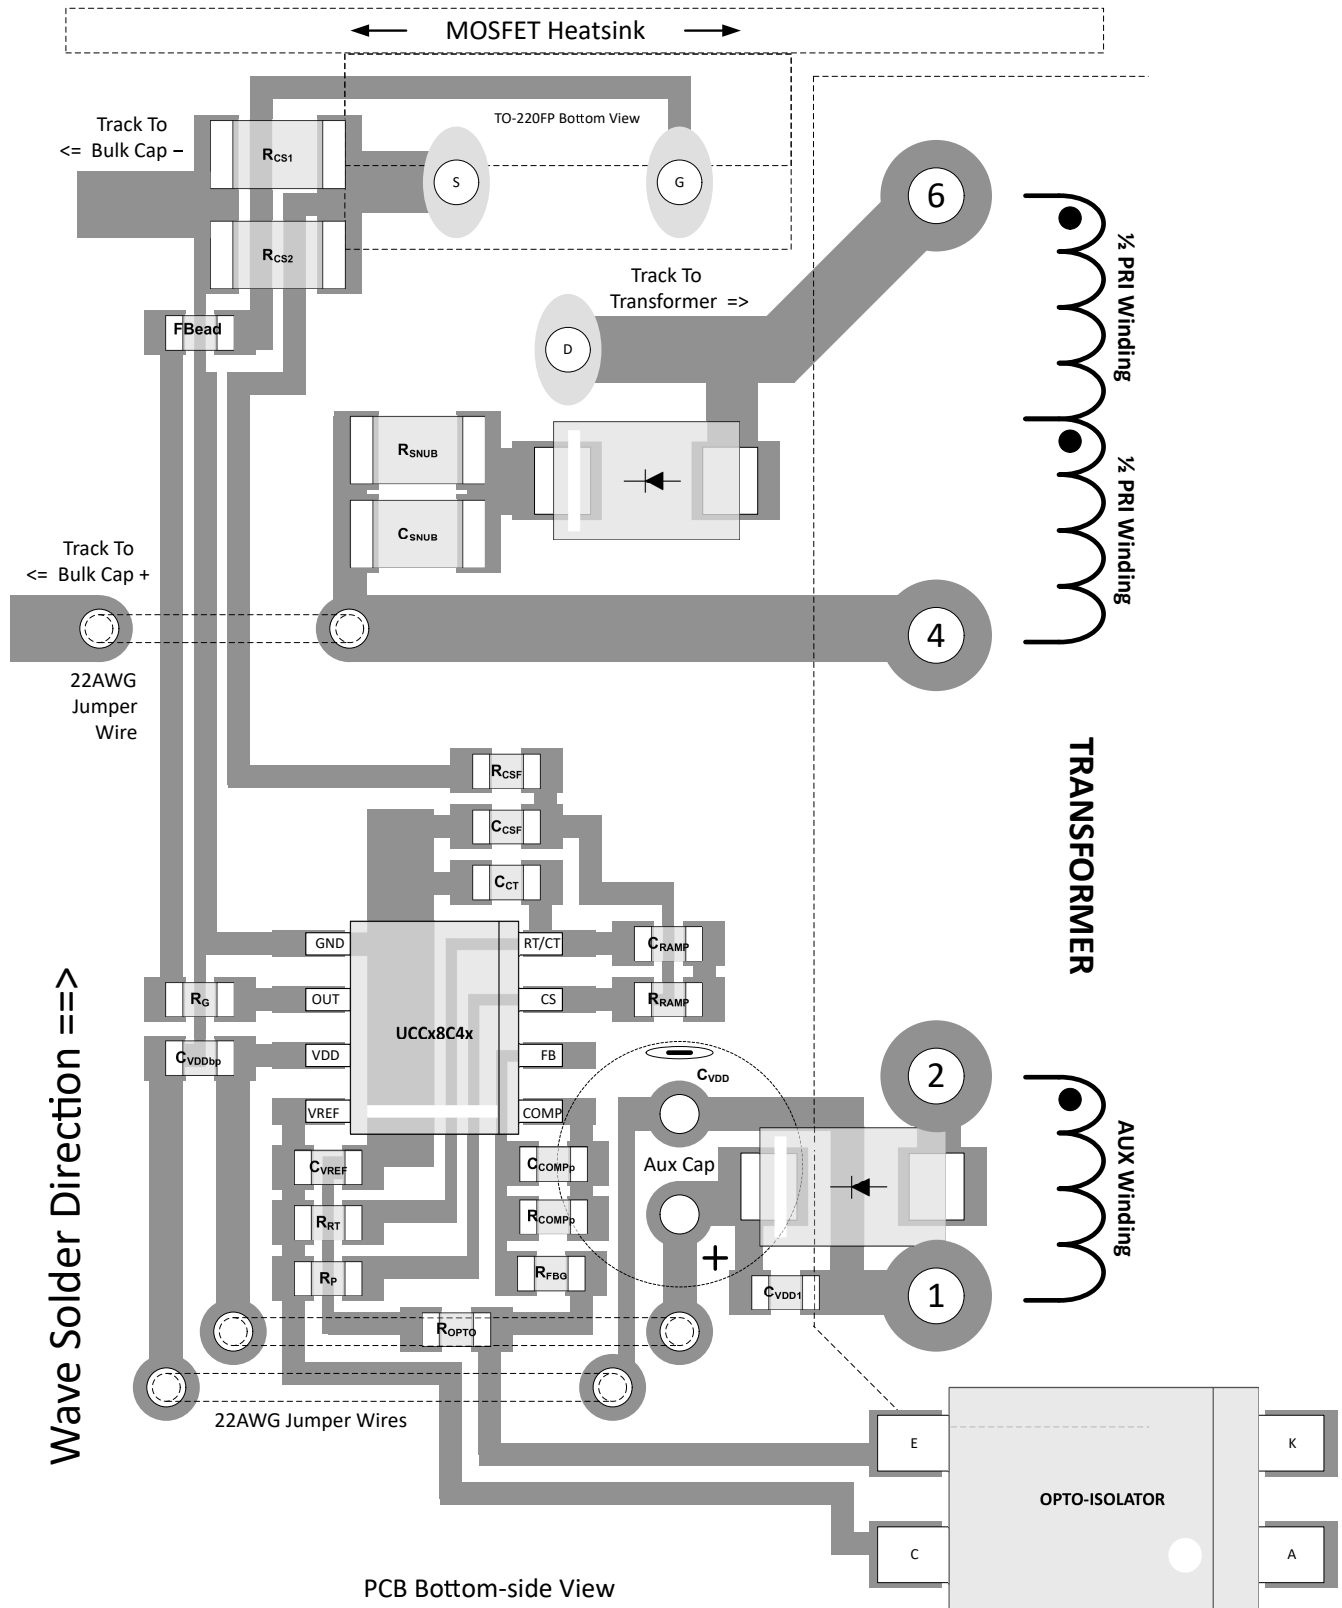 MOSFET Heatsink
Track To
<= Bulk Cap –
TO-220FP Bottom View
RCS1
S
G
6
RCS2
½ PRI Winding
Track To
Transformer =>
FBead
D
RSNUB
½ PRI Winding
CSNUB
Track To
<= Bulk Cap +
4
22AWG
Jumper
Wire
TRANSFORMER
RCSF
CCSF
CCT
GND
RT/CT
CRAMP
OUT
CS
RG
RRAMP
UCCx8C4x
VDD
FB
CVDDbp
CVDD
2
VREF
COMP
Aux Cap
CVREF
CCOMPp
AUX Winding
RRT
RCOMPp
RP
RFBG
+
CVDD1
1
ROPTO
22AWG Jumper Wires
Wave Solder Direction ==>
E
K
OPTO-ISOLATOR
C
A
PCB Bottom-side View